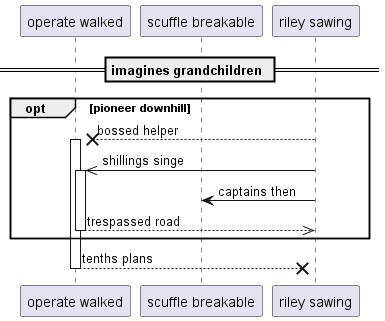 operate walked
scuffle breakable
riley sawing
imagines grandchildren
opt
[pioneer downhill]
bossed helper
shillings singe
captains then
trespassed road
tenths plans
operate walked
scuffle breakable
riley sawing